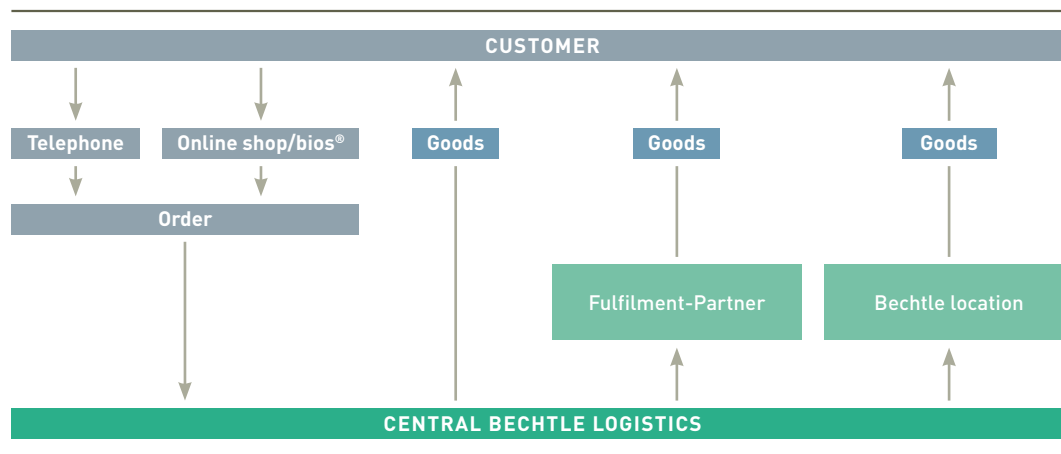 CUSTOMER
Telephone
Online shop/bios®
Goods
Goods
Goods
Order
Fulfilment-Partner
Bechtle location
CENTRAL BECHTLE LOGISTICS